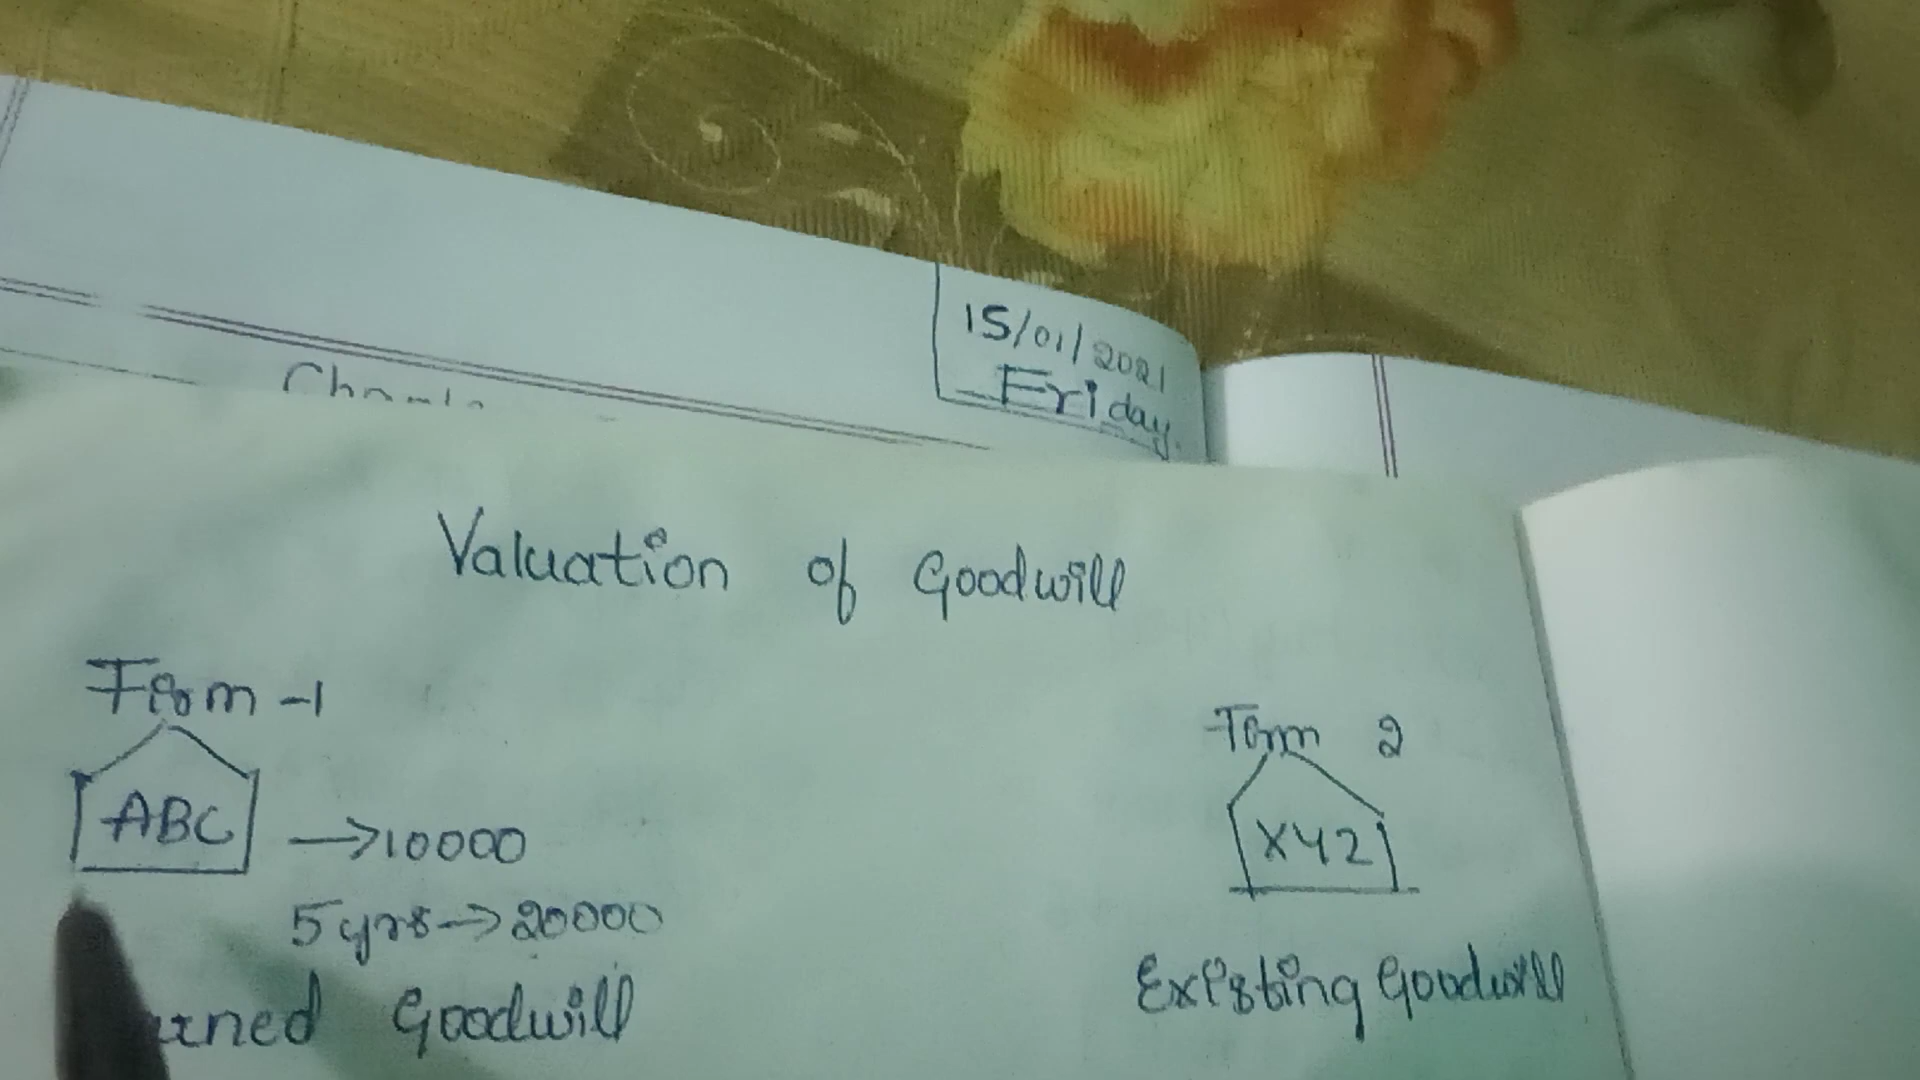 15/01/2021
Friday.
Valuation of Goodwill
Firm -1
ABC
→10000
5 yrs → 20000
Goodwill
Firm 2
XYZ
Existing Goodwill